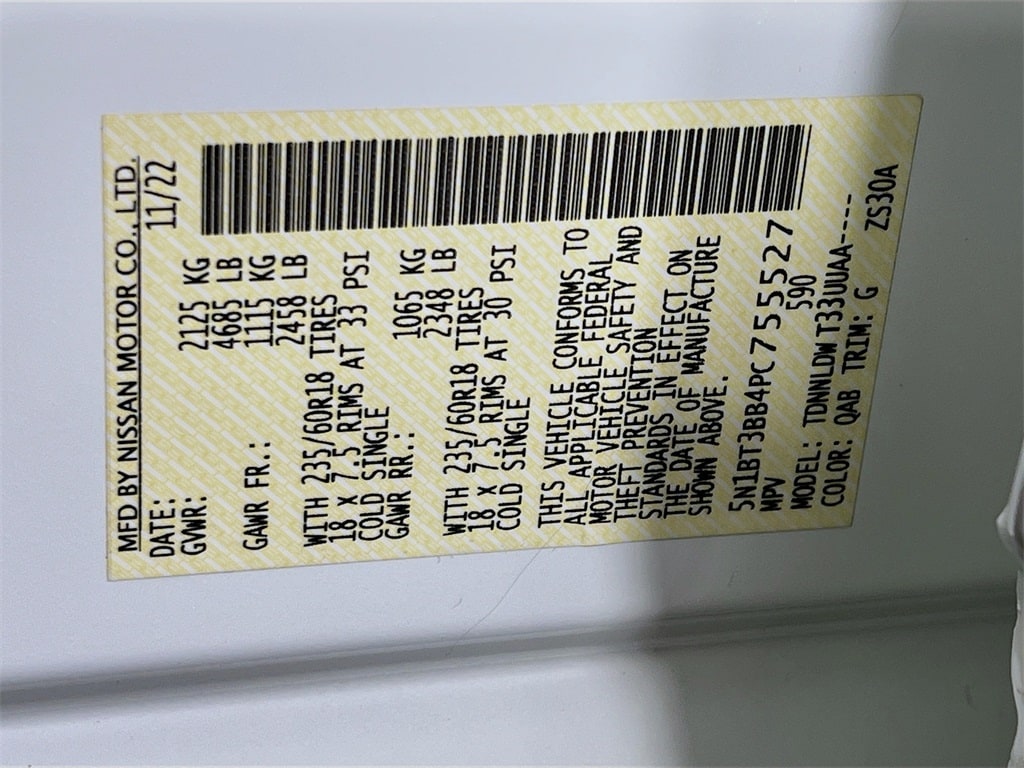 MFD BY NISSAN MOTOR CO., LTD.
DATE: 11/22
GVWR: 2125 KG
4685 LB
GAWR FR.: 1115 KG
2458 LB
WITH 235/60R18 TIRES
18 X 7.5 RIMS AT 33 PSI
COLD SINGLE
GAWR RR.: 1065 KG
2348 LB
WITH 235/60R18 TIRES
18 X 7.5 RIMS AT 30 PSI
COLD SINGLE
THIS VEHICLE CONFORMS TO
ALL APPLICABLE FEDERAL
MOTOR VEHICLE SAFETY AND
THEFT PREVENTION
STANDARDS IN EFFECT ON
THE DATE OF MANUFACTURE
SHOWN ABOVE.
5N1BT3BB4PC755527
MPV 590
MODEL: TDNNLDW T33UUAA----
COLOR: QAB TRIM: G ZS30A